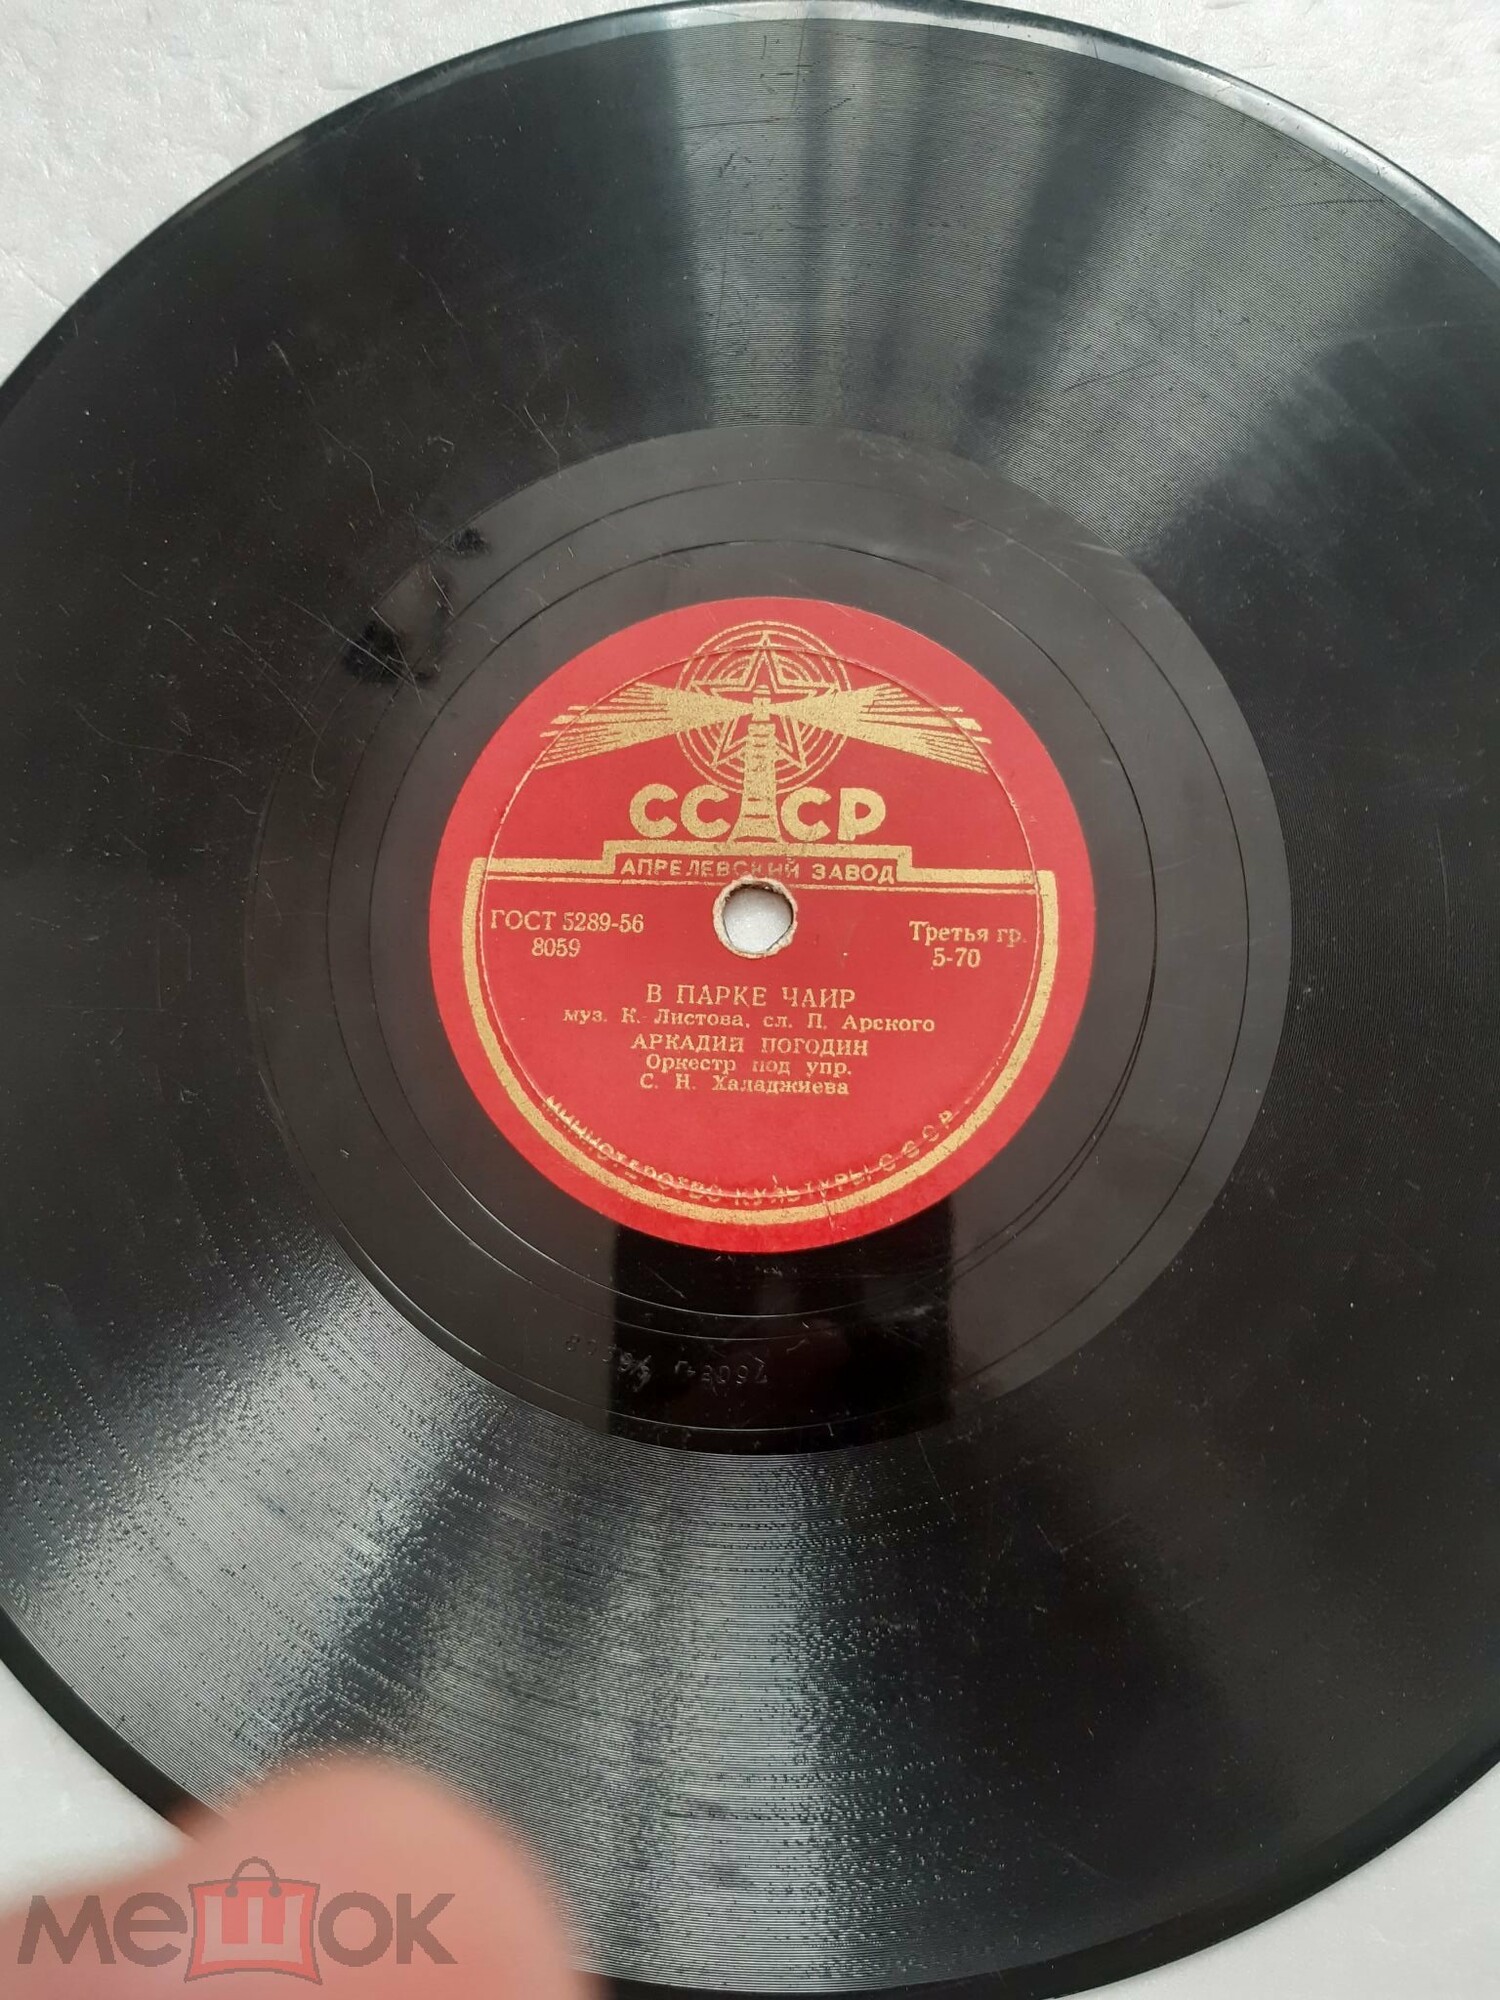 СССР
АПРЕЛЕВСКИЙ ЗАВОД
ГОСТ 5289-56
8059
Третья гр.
5-70
В ПАРКЕ ЧАИР
муз. К. Листова, сл. П. Арского
АРКАДИЙ ПОГОДИН
Оркестр под упр.
С. Н. Халаджиева
МИНИСТЕРСТВО КУЛЬТУРЫ СССР
мешок